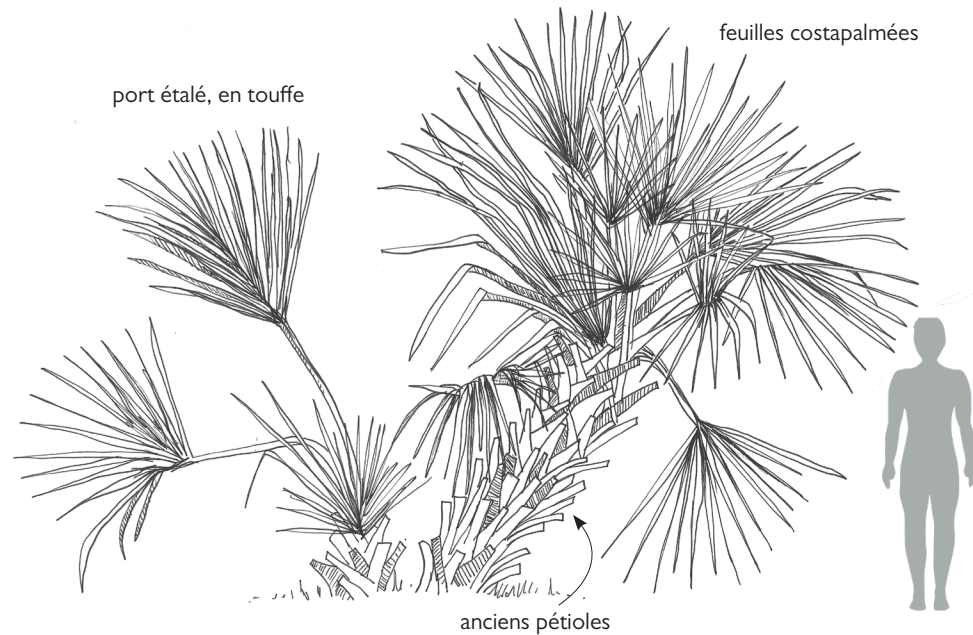 feuilles costapalmées
port étalé, en touffe
anciens pétioles